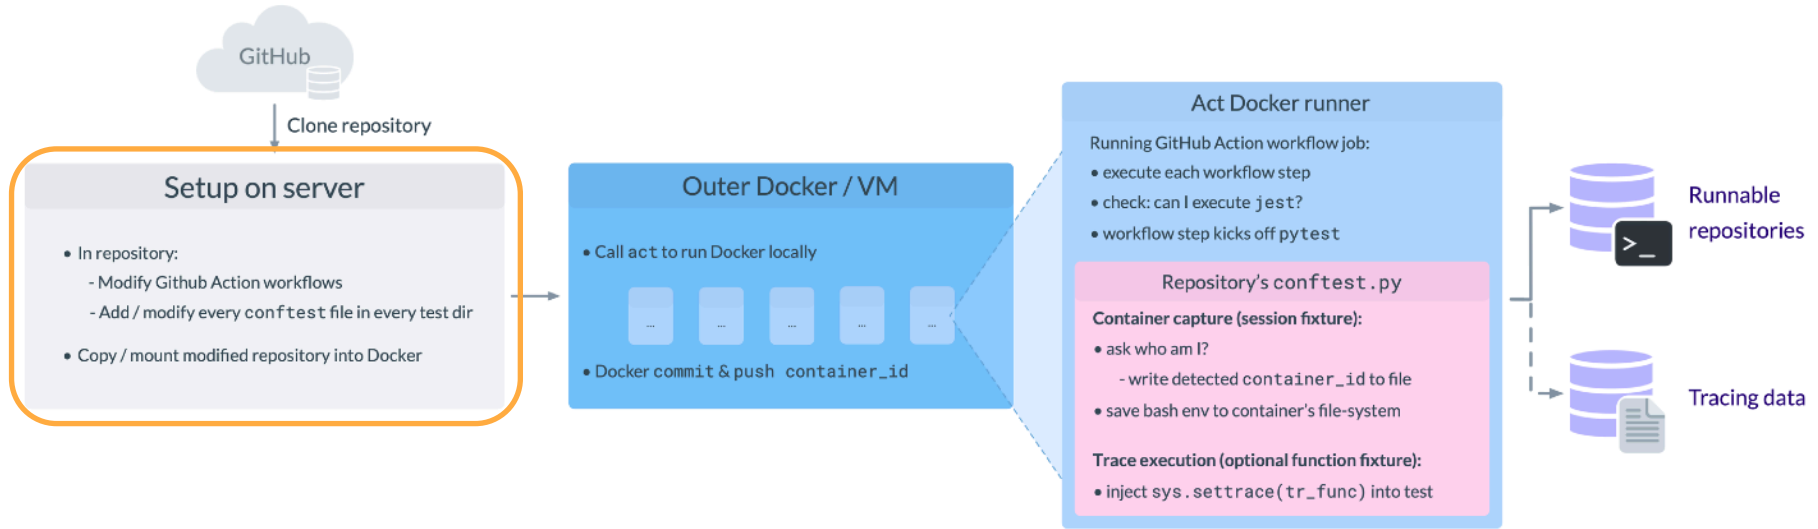 GitHub
Clone repository
Setup on server
• In repository:
- Modify Github Action workflows
- Add / modify every conftest file in every test dir
• Copy / mount modified repository into Docker
Outer Docker / VM
• Call act to run Docker locally
... ... ... ... ...
• Docker commit & push container_id
Act Docker runner
Running GitHub Action workflow job:
• execute each workflow step
• check: can I execute jest?
• workflow step kicks off pytest
Repository's conftest.py
Container capture (session fixture):
• ask who am I?
- write detected container_id to file
• save bash env to container's file-system
Trace execution (optional function fixture):
• inject sys.settrace(tr_func) into test
>_
Runnable
repositories
Tracing data